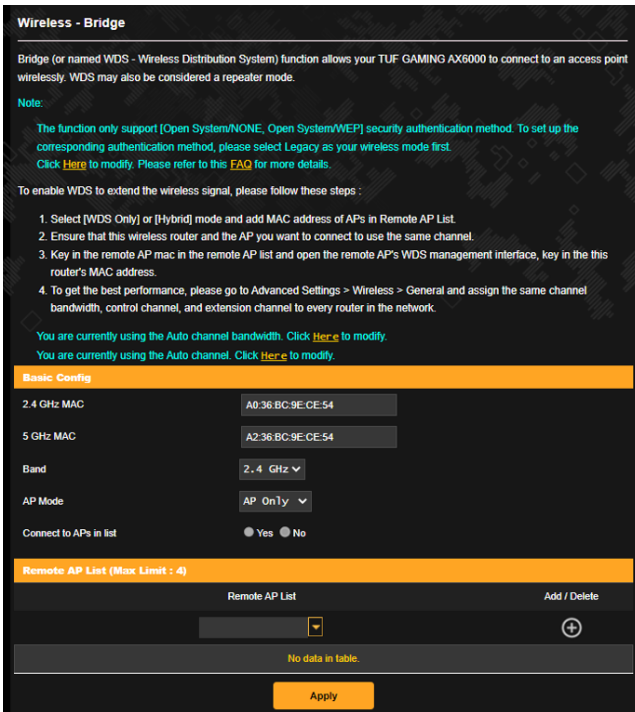 Wireless - Bridge
Bridge (or named WDS - Wireless Distribution System) function allows your TUF GAMING AX6000 to connect to an access point
wirelessly. WDS may also be considered a repeater mode.
Note:
The function only support [Open System/NONE, Open System/WEP] security authentication method. To set up the
corresponding authentication method, please select Legacy as your wireless mode first.
Click Here to modify. Please refer to this FAQ for more details.
To enable WDS to extend the wireless signal, please follow these steps :
1. Select [WDS Only] or [Hybrid] mode and add MAC address of APs in Remote AP List.
2. Ensure that this wireless router and the AP you want to connect to use the same channel.
3. Key in the remote AP mac in the remote AP list and open the remote AP's WDS management interface, key in the this
router's MAC address.
4. To get the best performance, please go to Advanced Settings > Wireless > General and assign the same channel
bandwidth, control channel, and extension channel to every router in the network.
You are currently using the Auto channel bandwidth. Click Here to modify.
You are currently using the Auto channel. Click Here to modify.
Basic Config
2.4 GHz MAC A0:36:BC:9E:CE:54
5 GHz MAC A2:36:BC:9E:CE:54
Band 2.4 GHz
AP Mode AP Only
Connect to APs in list Yes No
Remote AP List (Max Limit : 4)
Remote AP List Add / Delete
No data in table.
Apply